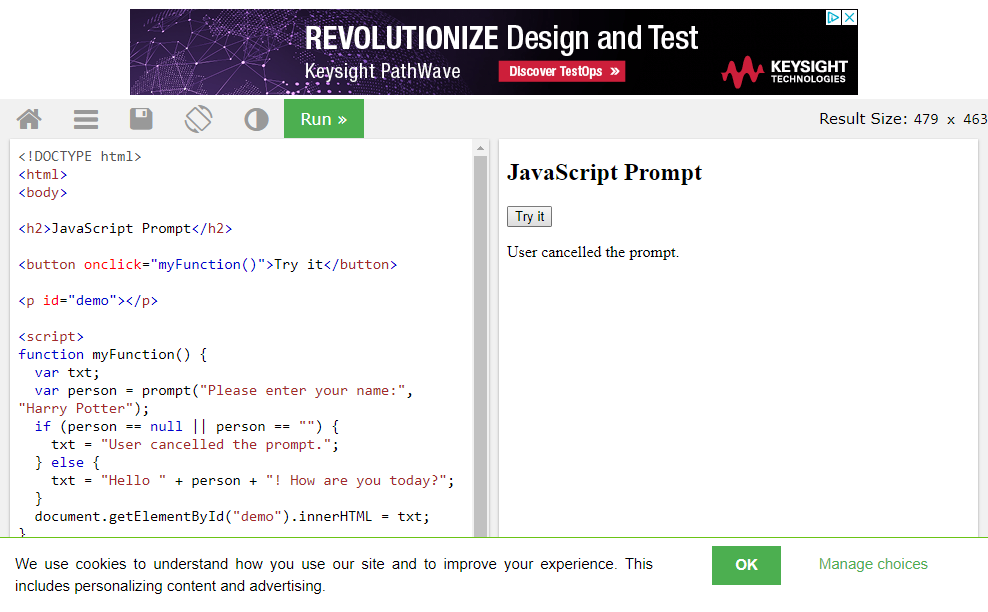 REVOLUTIONIZE Design and Test
Keysight PathWave
Discover TestOps »
KEYSIGHT
TECHNOLOGIES
Run »
Result Size: 479 x 463
<!DOCTYPE html>
<html>
<body>
<h2>JavaScript Prompt</h2>
<button onclick="myFunction()">Try it</button>
<p id="demo"></p>
<script>
function myFunction() {
  var txt;
  var person = prompt("Please enter your name:",
"Harry Potter");
  if (person == null || person == "") {
    txt = "User cancelled the prompt.";
  } else {
    txt = "Hello " + person + "! How are you today?";
  }
  document.getElementById("demo").innerHTML = txt;
}
JavaScript Prompt
Try it
User cancelled the prompt.
We use cookies to understand how you use our site and to improve your experience. This
includes personalizing content and advertising.
OK
Manage choices